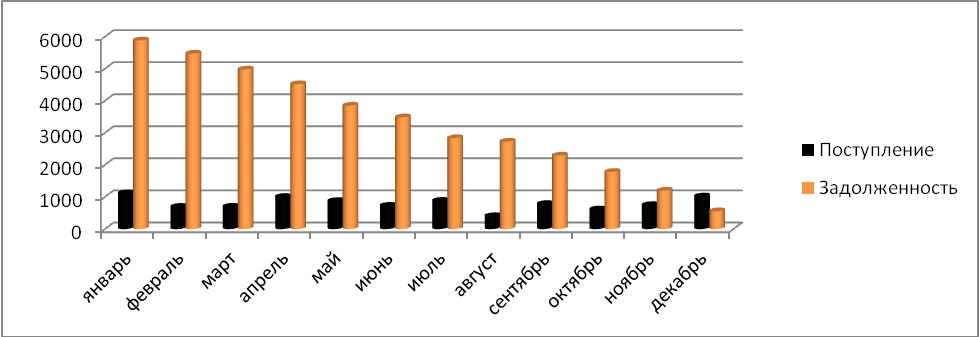 6000
5000
4000
3000
2000
1000
0
январь
февраль
март
апрель
май
июнь
июль
август
сентябрь
октябрь
ноябрь
декабрь
Поступление
Задолженность